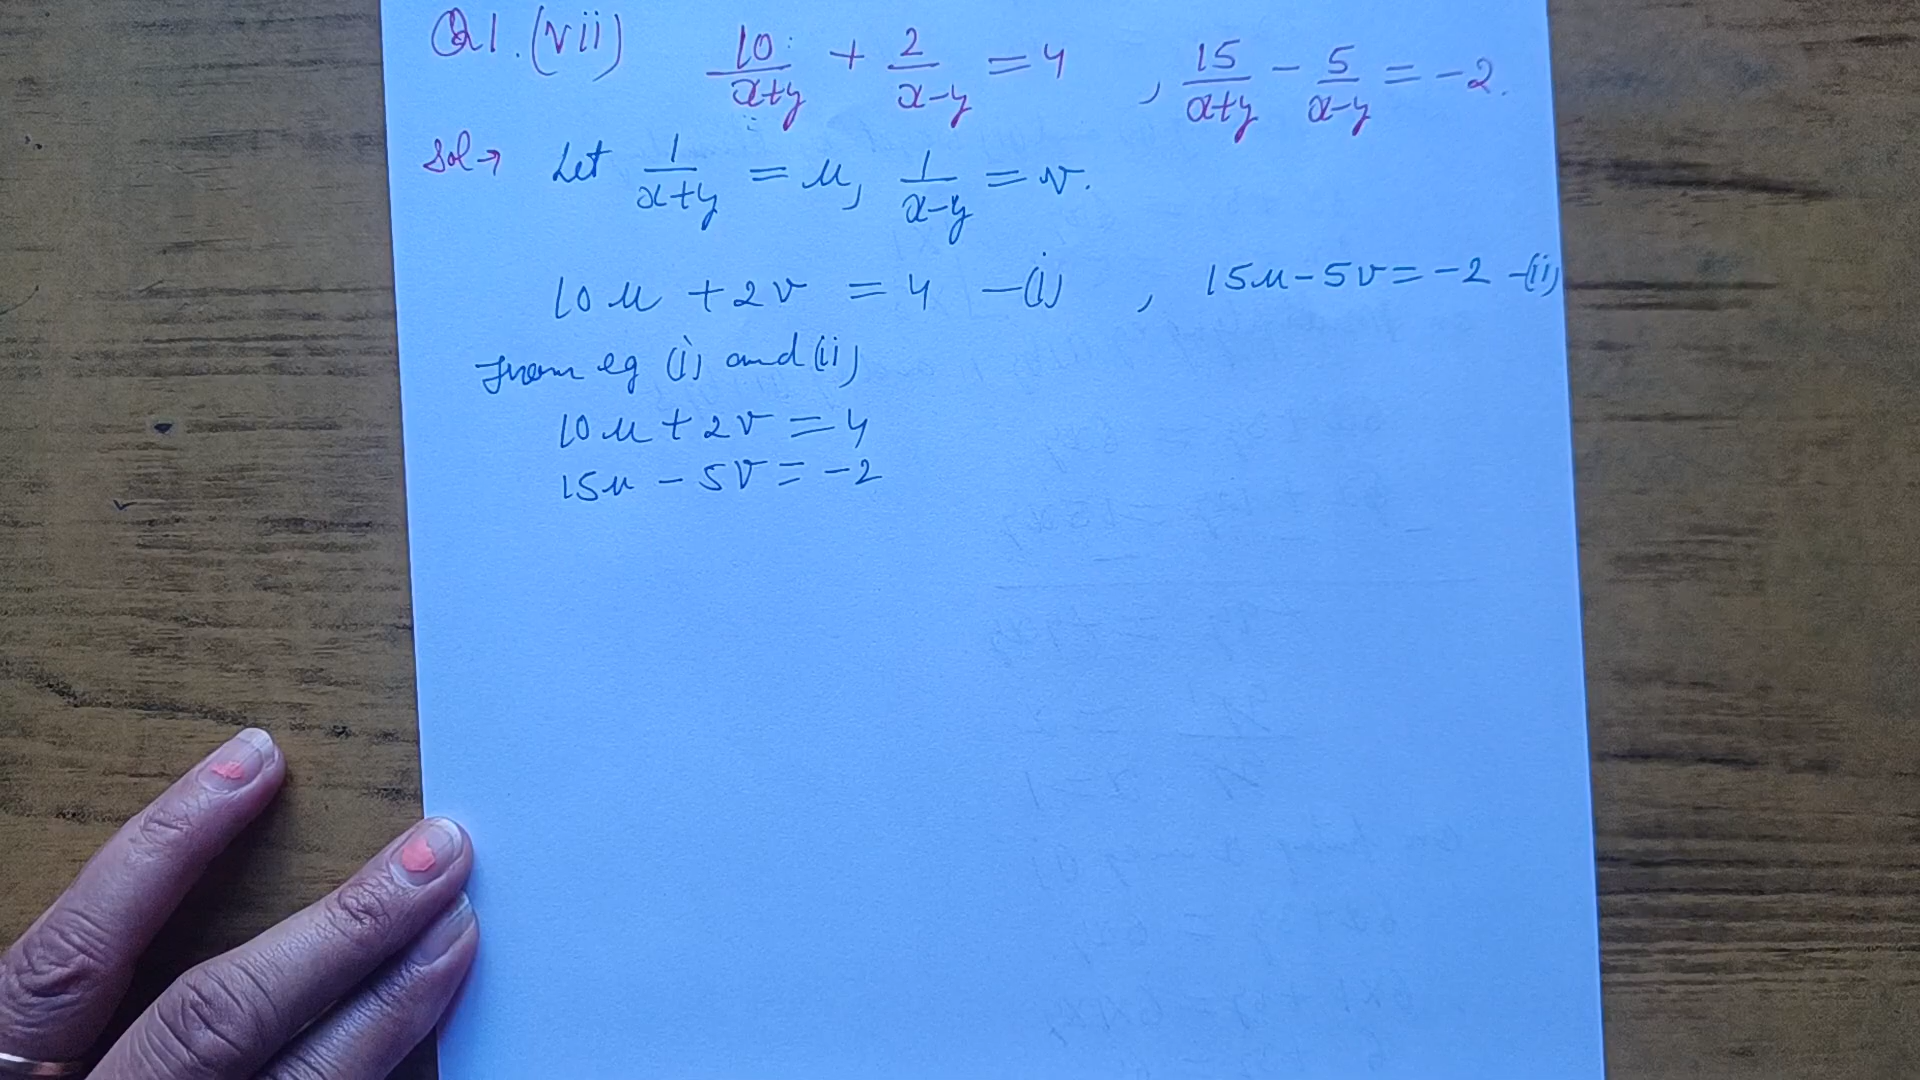 Q1. (vii) 10/x+y + 2/x-y = 4 , 15/x+y - 5/x-y = -2.
Sol→ Let 1/x+y = u, 1/x-y = v.
10u + 2v = 4 -(i) , 15u - 5v = -2 -(ii)
from eq (i) and (ii)
10u + 2v = 4
15u - 5v = -2